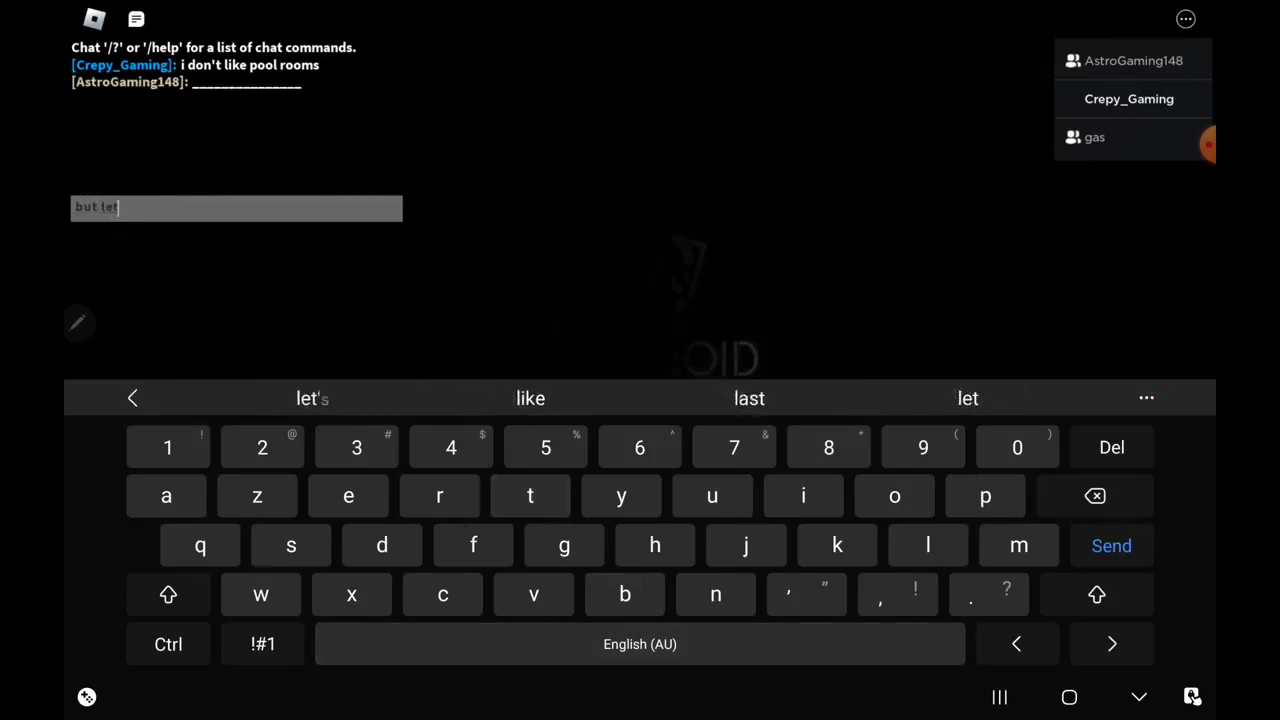 Chat '/?' or '/help' for a list of chat commands.
[Crepy_Gaming]: i don't like pool rooms
[AstroGaming148]: _______________
AstroGaming148
Crepy_Gaming
gas
but let
OID
let's like last let
1 ! 2 @ 3 # 4 $ 5 % 6 ^ 7 & 8 * 9 ( 0 ) Del
a z e r t y u i o p
q s d f g h j k l m Send
w x c v b n ' " , ! . ?
Ctrl !#1 English (AU) < >